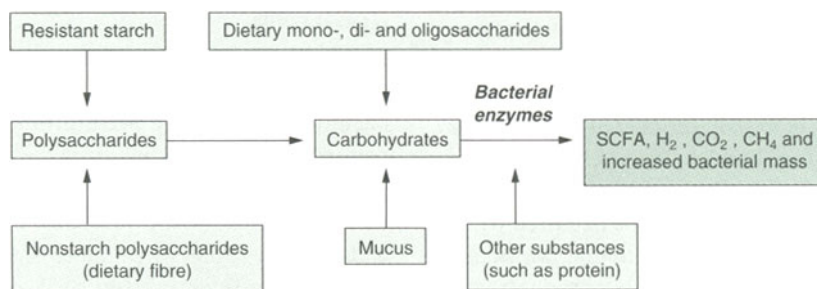 Resistant starch
Dietary mono-, di- and oligosaccharides
Bacterial
enzymes
Polysaccharides
Carbohydrates
SCFA, H₂ , CO₂ , CH₄ and
increased bacterial mass
Nonstarch polysaccharides
(dietary fibre)
Mucus
Other substances
(such as protein)